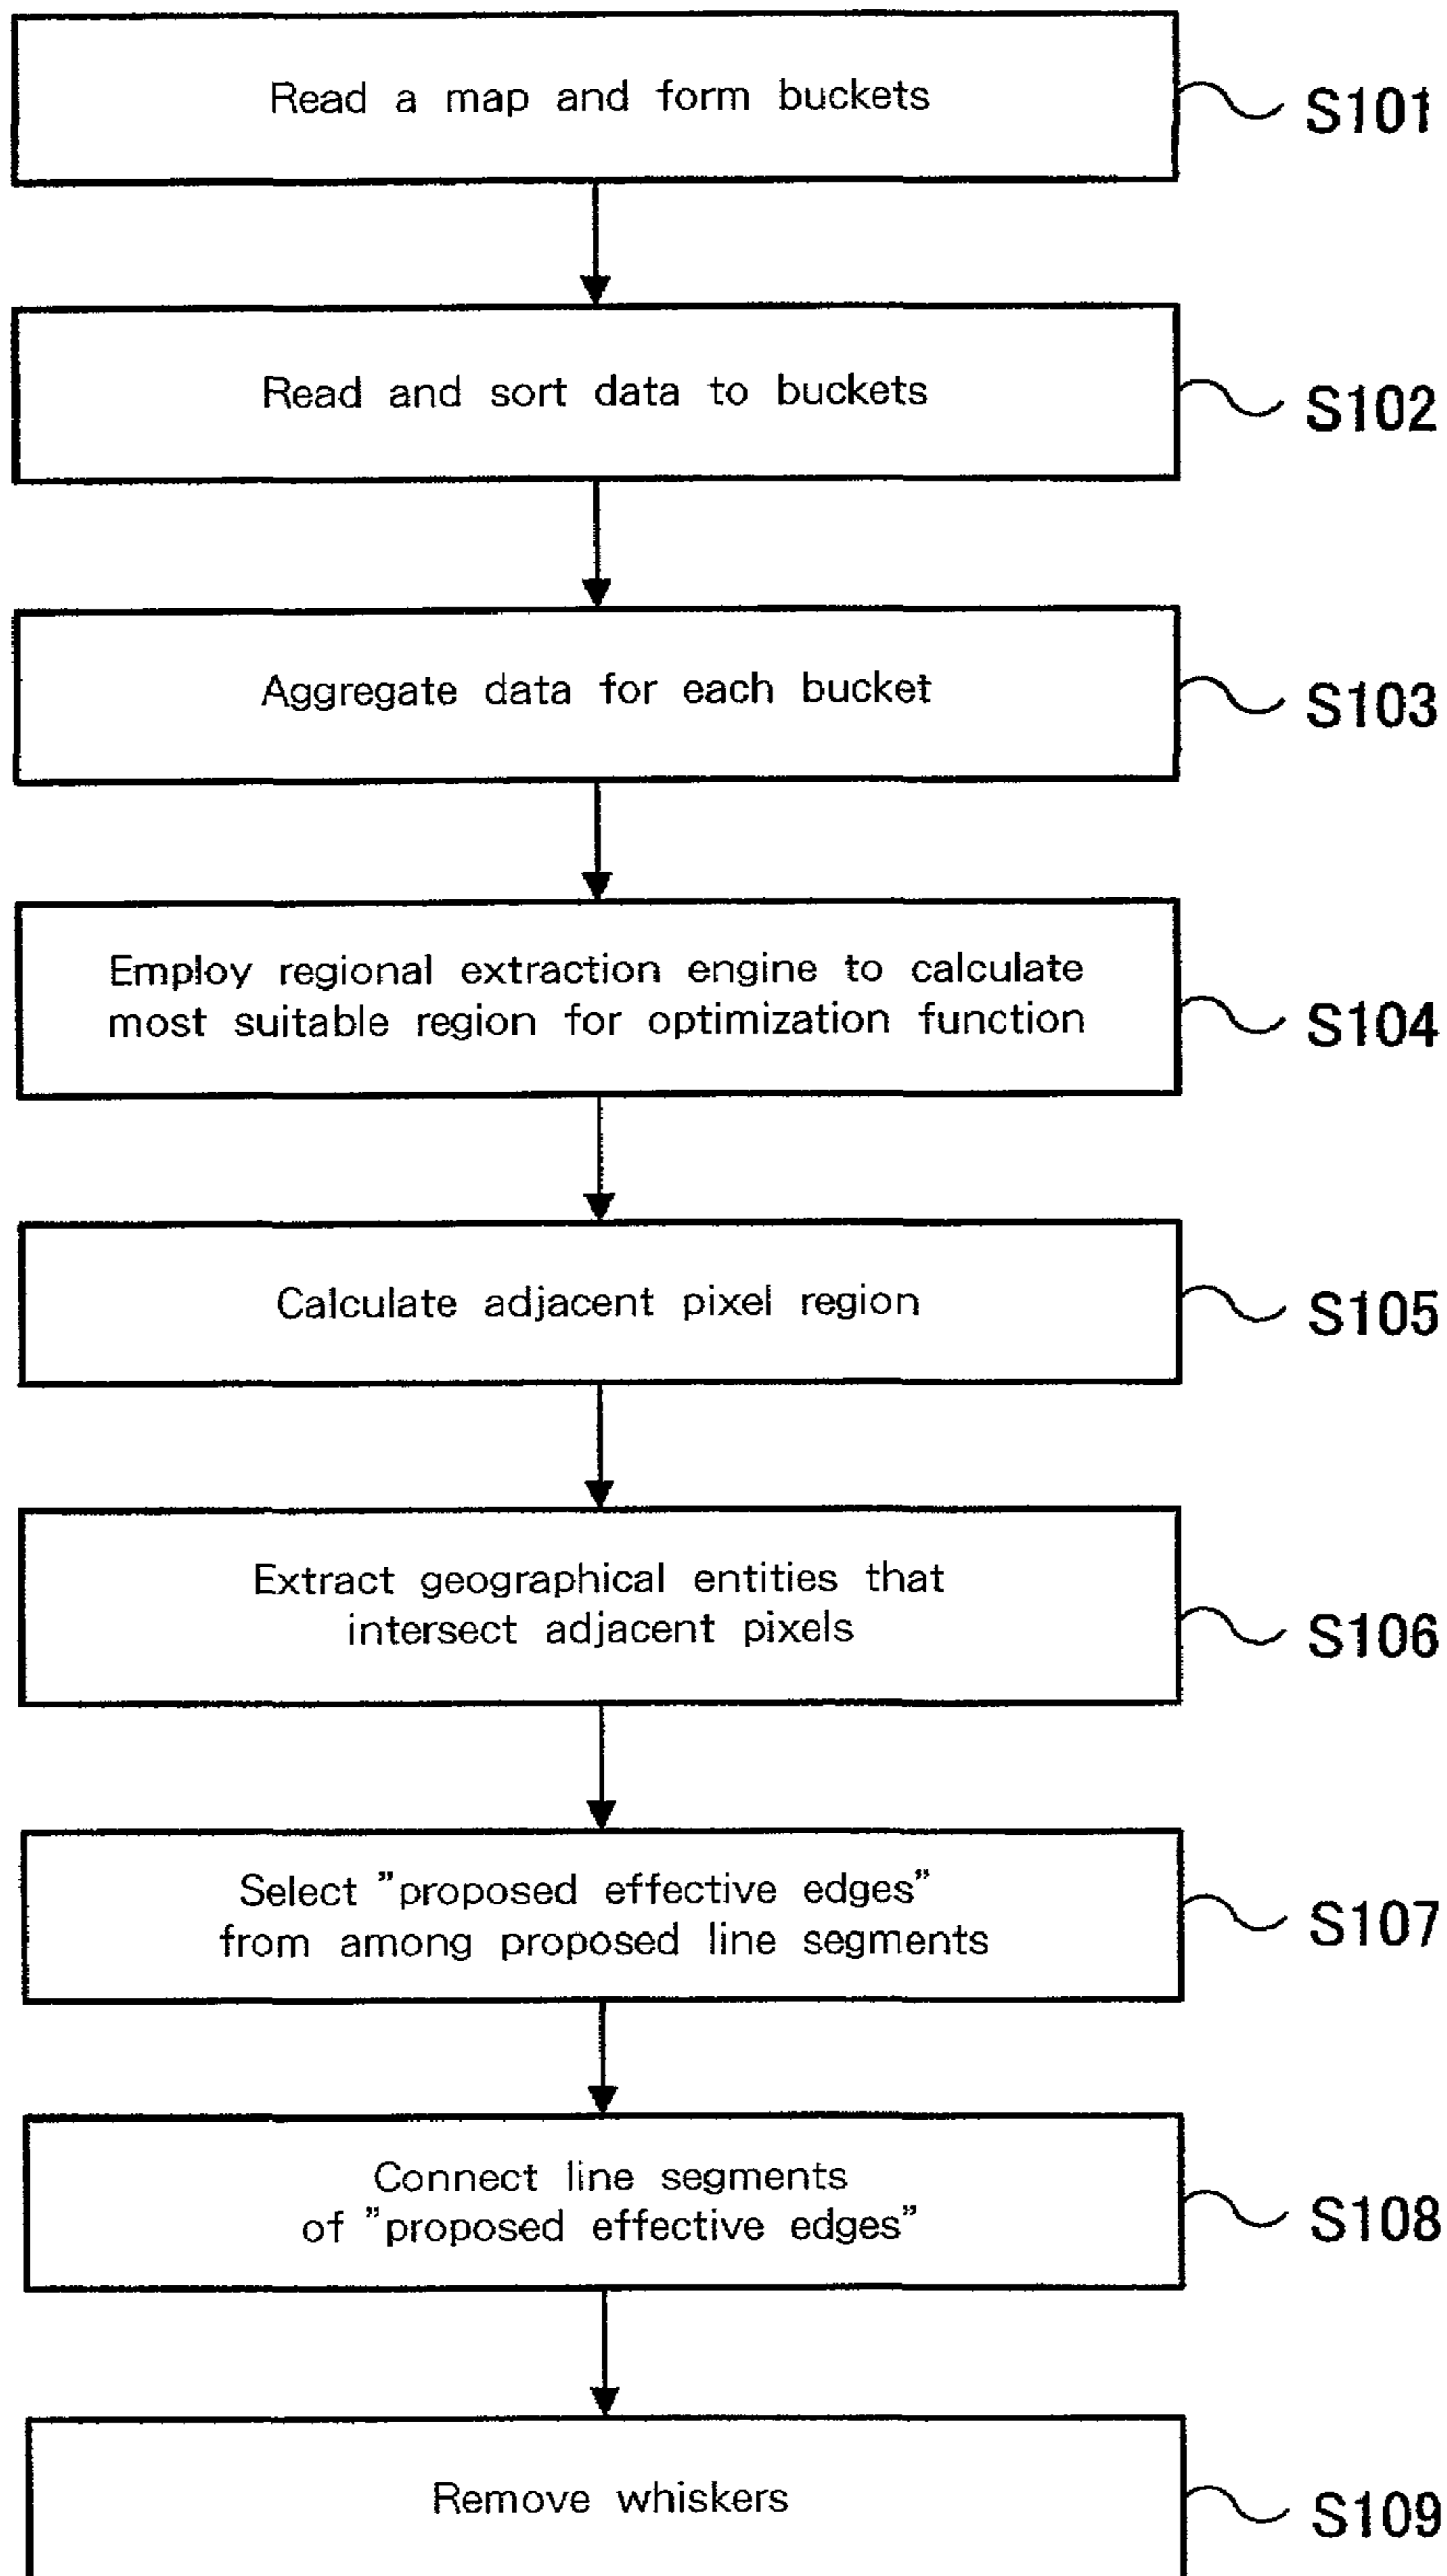 Read a map and form buckets
S101
Read and sort data to buckets
S102
Aggregate data for each bucket
S103
Employ regional extraction engine to calculate
most suitable region for optimization function
S104
Calculate adjacent pixel region
S105
Extract geographical entities that
intersect adjacent pixels
S106
Select ”proposed effective edges”
from among proposed line segments
S107
Connect line segments
of ”proposed effective edges”
S108
Remove whiskers
S109